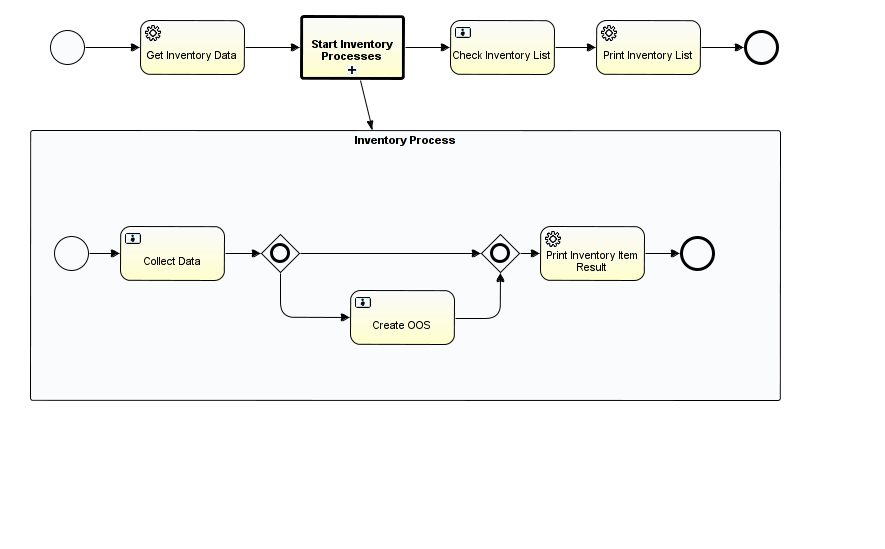 Get Inventory Data
Start Inventory
Processes
Check Inventory List
Print Inventory List
Inventory Process
Collect Data
Print Inventory Item
Result
Create OOS